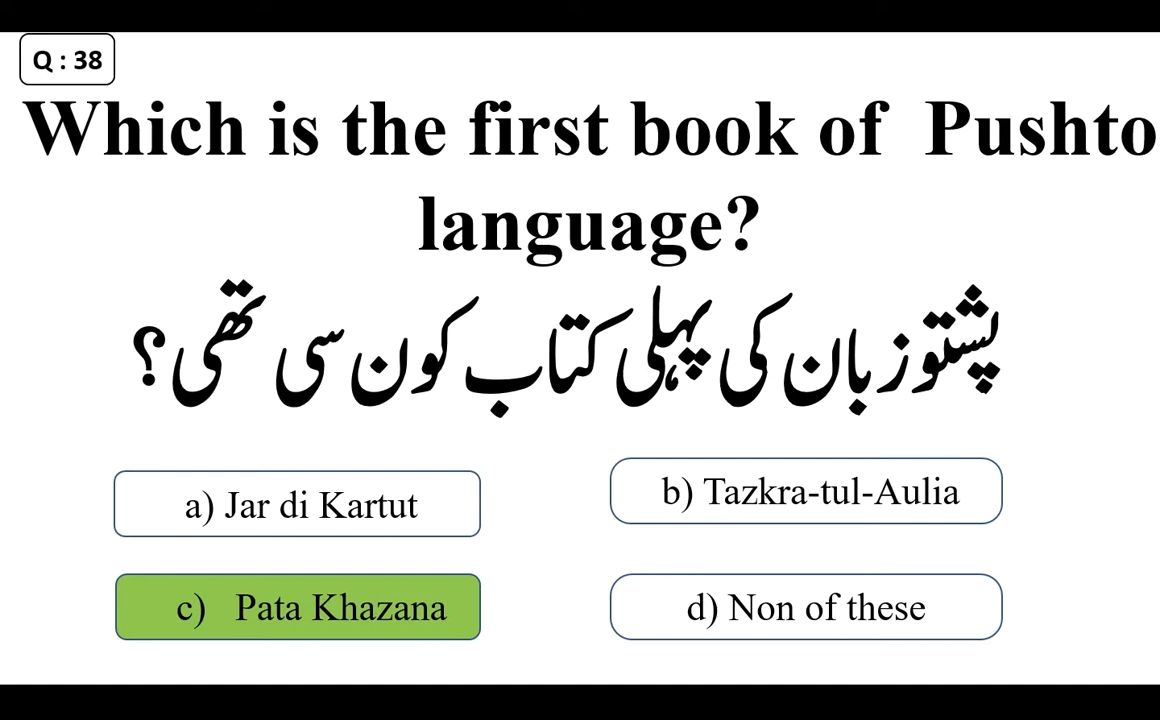 Q : 38
Which is the first book of Pushto
language?
پشتو زبان کی پہلی کتاب کون سی تھی؟
a) Jar di Kartut
b) Tazkra-tul-Aulia
c) Pata Khazana
d) Non of these